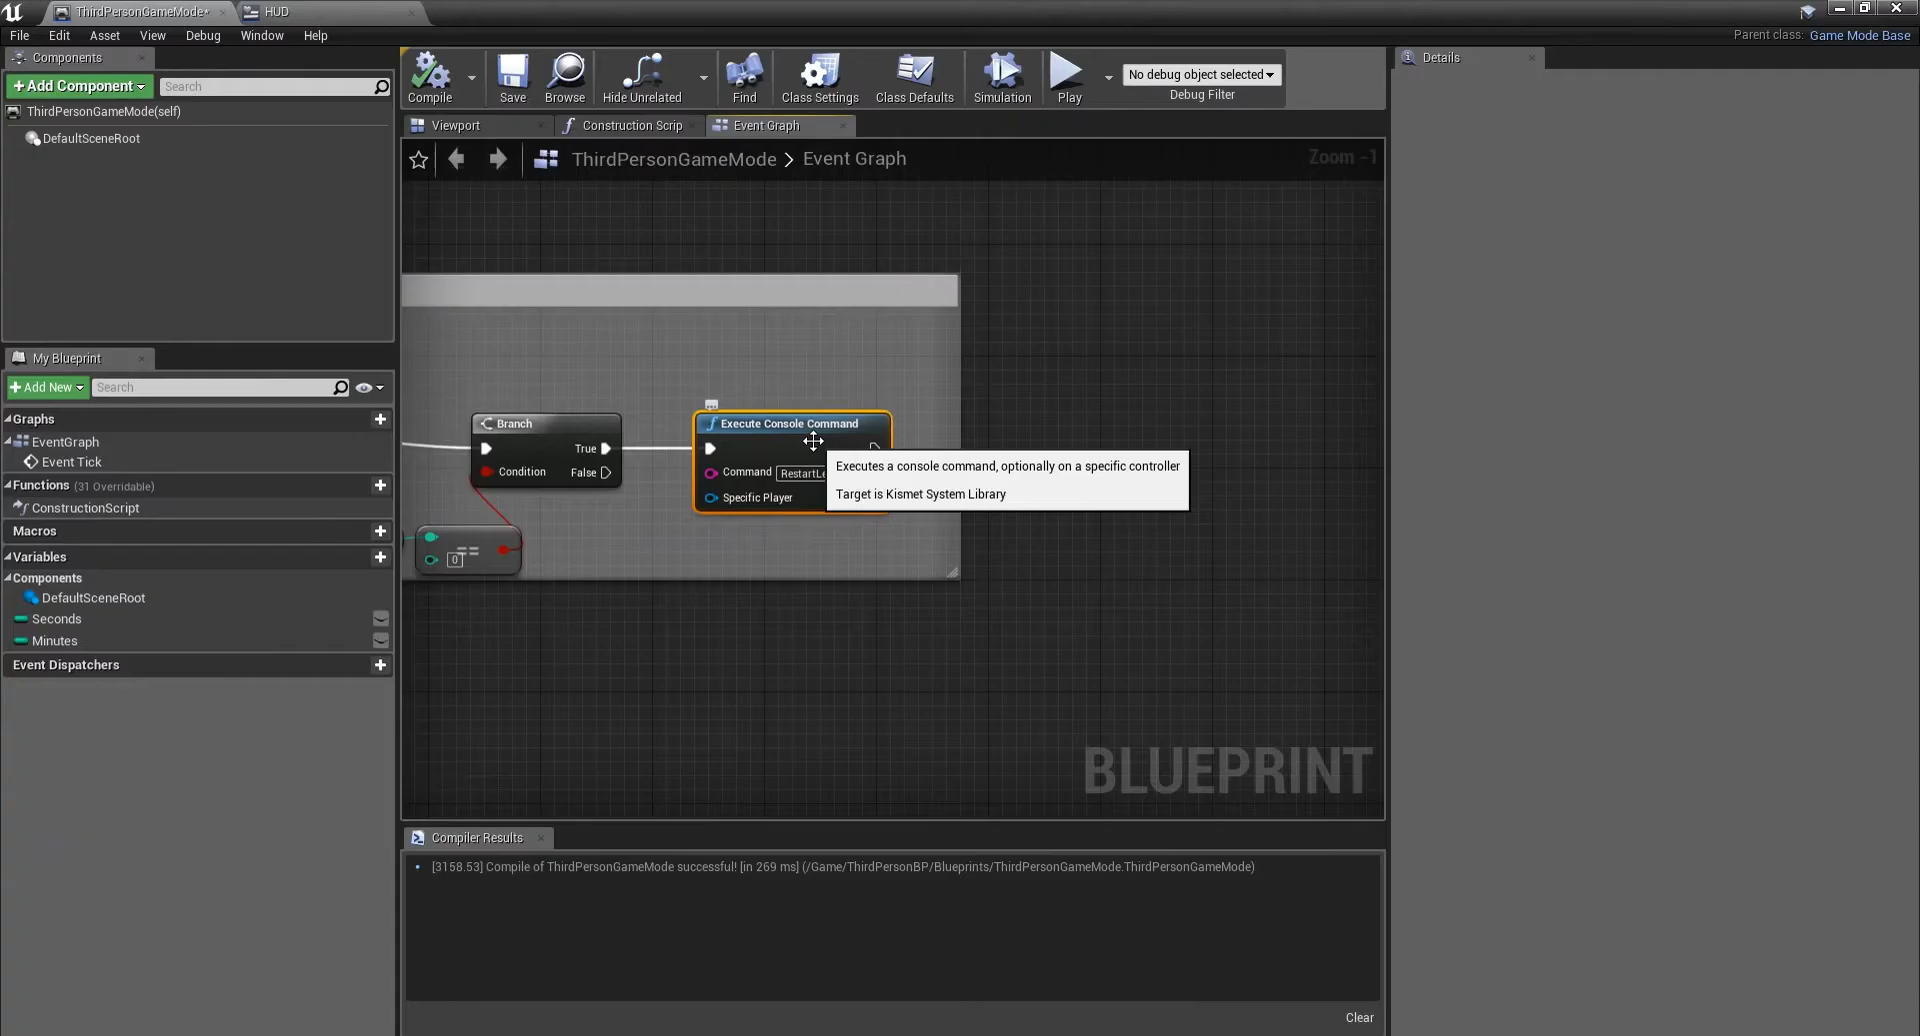 ThirdPersonGameMode*
HUD
File Edit Asset View Debug Window Help
Parent class: Game Mode Base
Components
+Add Component
Search
ThirdPersonGameMode(self)
DefaultSceneRoot
Compile
Save
Browse
Hide Unrelated
Find
Class Settings
Class Defaults
Simulation
Play
No debug object selected
Debug Filter
Details
Viewport
Construction Scrip
Event Graph
ThirdPersonGameMode > Event Graph
Zoom -1
My Blueprint
+Add New
Search
Graphs
EventGraph
Event Tick
Functions (31 Overridable)
ConstructionScript
Macros
Variables
Components
DefaultSceneRoot
Seconds
Minutes
Event Dispatchers
Branch
True
Condition
False
==
0
Execute Console Command
Command RestartLe
Specific Player
Executes a console command, optionally on a specific controller
Target is Kismet System Library
BLUEPRINT
Compiler Results
• [3158.53] Compile of ThirdPersonGameMode successful! [in 269 ms] (/Game/ThirdPersonBP/Blueprints/ThirdPersonGameMode.ThirdPersonGameMode)
Clear